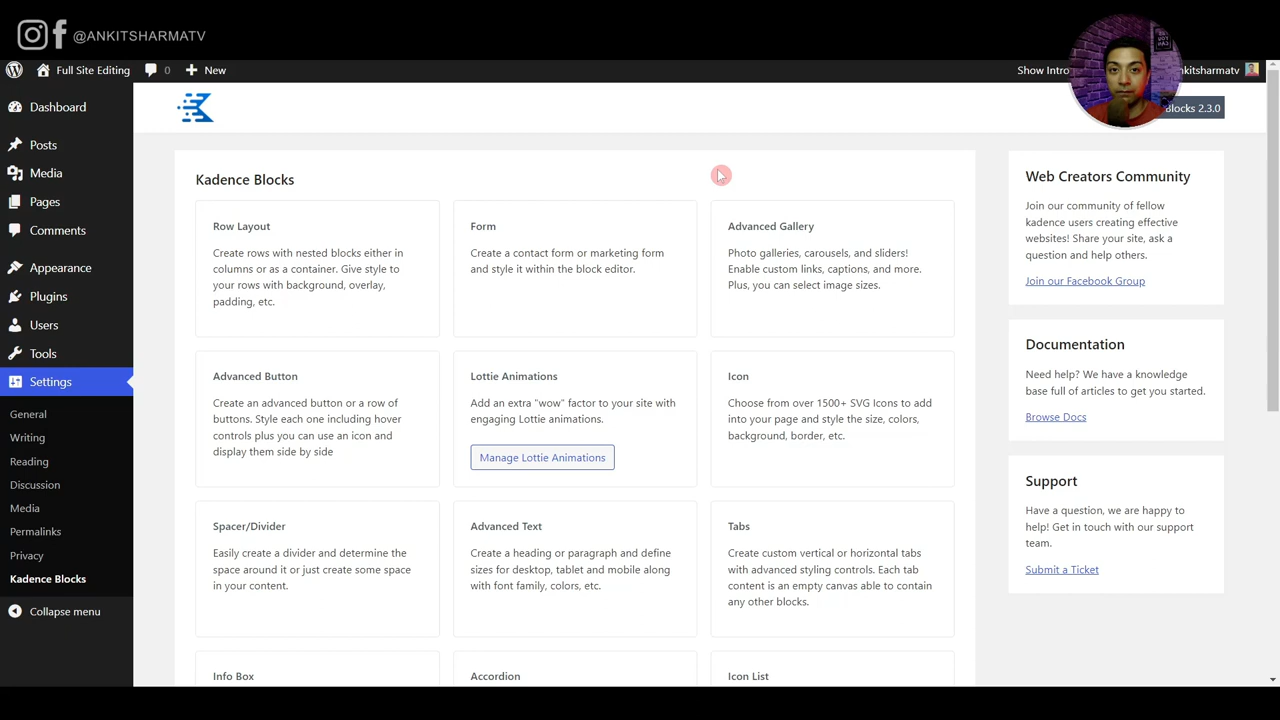 @ANKITSHARMATV
Full Site Editing
0
New
Show Intro
nkitsharmatv
Blocks 2.3.0
Dashboard
Posts
Media
Pages
Comments
Appearance
Plugins
Users
Tools
Settings
General
Writing
Reading
Discussion
Media
Permalinks
Privacy
Kadence Blocks
Collapse menu
Kadence Blocks
Row Layout
Create rows with nested blocks either in
columns or as a container. Give style to
your rows with background, overlay,
padding, etc.
Form
Create a contact form or marketing form
and style it within the block editor.
Advanced Gallery
Photo galleries, carousels, and sliders!
Enable custom links, captions, and more.
Plus, you can select image sizes.
Advanced Button
Create an advanced button or a row of
buttons. Style each one including hover
controls plus you can use an icon and
display them side by side
Lottie Animations
Add an extra "wow" factor to your site with
engaging Lottie animations.
Manage Lottie Animations
Icon
Choose from over 1500+ SVG Icons to add
into your page and style the size, colors,
background, border, etc.
Spacer/Divider
Easily create a divider and determine the
space around it or just create some space
in your content.
Advanced Text
Create a heading or paragraph and define
sizes for desktop, tablet and mobile along
with font family, colors, etc.
Tabs
Create custom vertical or horizontal tabs
with advanced styling controls. Each tab
content is an empty canvas able to contain
any other blocks.
Info Box
Accordion
Icon List
Web Creators Community
Join our community of fellow
kadence users creating effective
websites! Share your site, ask a
question and help others.
Join our Facebook Group
Documentation
Need help? We have a knowledge
base full of articles to get you started.
Browse Docs
Support
Have a question, we are happy to
help! Get in touch with our support
team.
Submit a Ticket